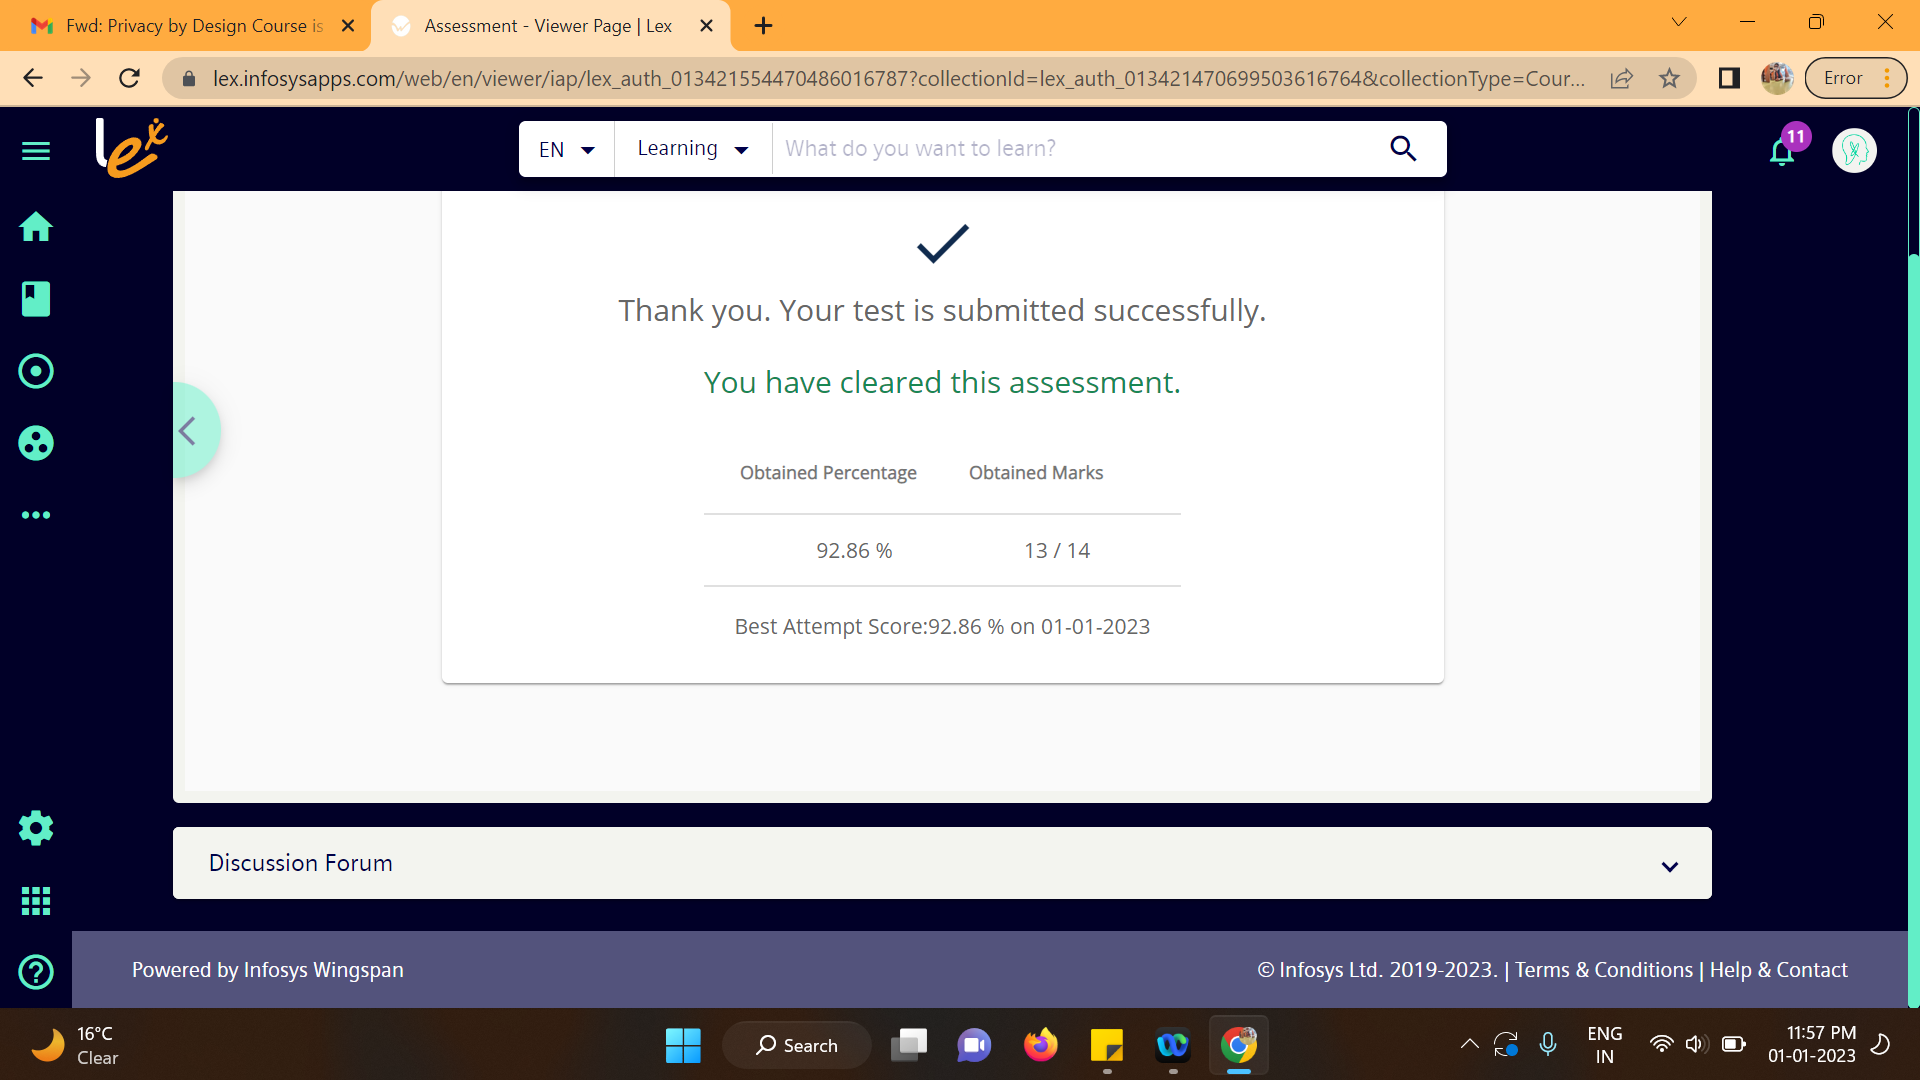 Fwd: Privacy by Design Course is
Assessment - Viewer Page | Lex
lex.infosysapps.com/web/en/viewer/iap/lex_auth_013421554470486016787?collectionId=lex_auth_013421470699503616764&collectionType=Cour...
Error
Lex
EN
Learning
What do you want to learn?
11
Thank you. Your test is submitted successfully.
You have cleared this assessment.
Obtained Percentage Obtained Marks
92.86 % 13 / 14
Best Attempt Score:92.86 % on 01-01-2023
Discussion Forum
Powered by Infosys Wingspan
© Infosys Ltd. 2019-2023. | Terms & Conditions | Help & Contact
16°C
Clear
Search
ENG
IN
11:57 PM
01-01-2023